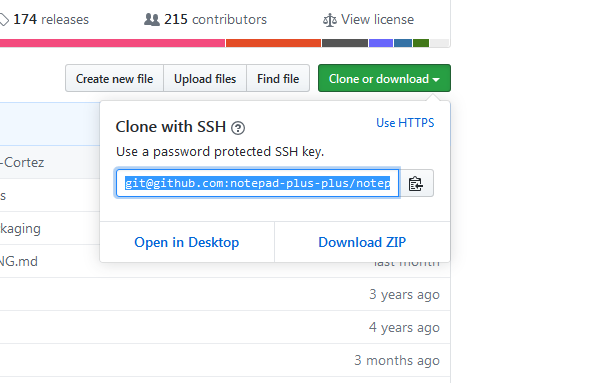 174 releases
215 contributors
View license
Create new file
Upload files
Find file
Clone or download
Clone with SSH
Use HTTPS
Use a password protected SSH key.
-Cortez
git@github.com:notepad-plus-plus/notep
s
kaging
Open in Desktop
Download ZIP
NG.md
last month
3 years ago
4 years ago
3 months ago